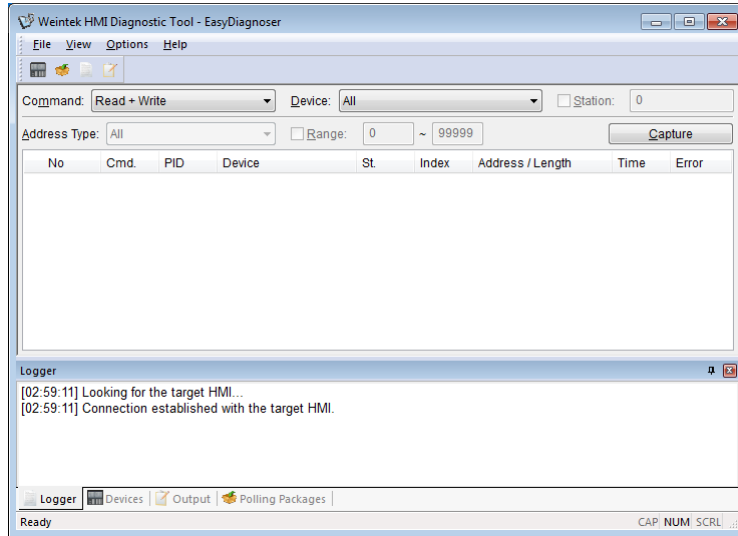 Weintek HMI Diagnostic Tool - EasyDiagnoser
File View Options Help
Command: Read + Write Device: All Station: 0
Address Type: All Range: 0 ~ 99999 Capture
No Cmd. PID Device St. Index Address / Length Time Error
Logger
[02:59:11] Looking for the target HMI...
[02:59:11] Connection established with the target HMI.
Logger Devices Output Polling Packages
Ready CAP NUM SCRL